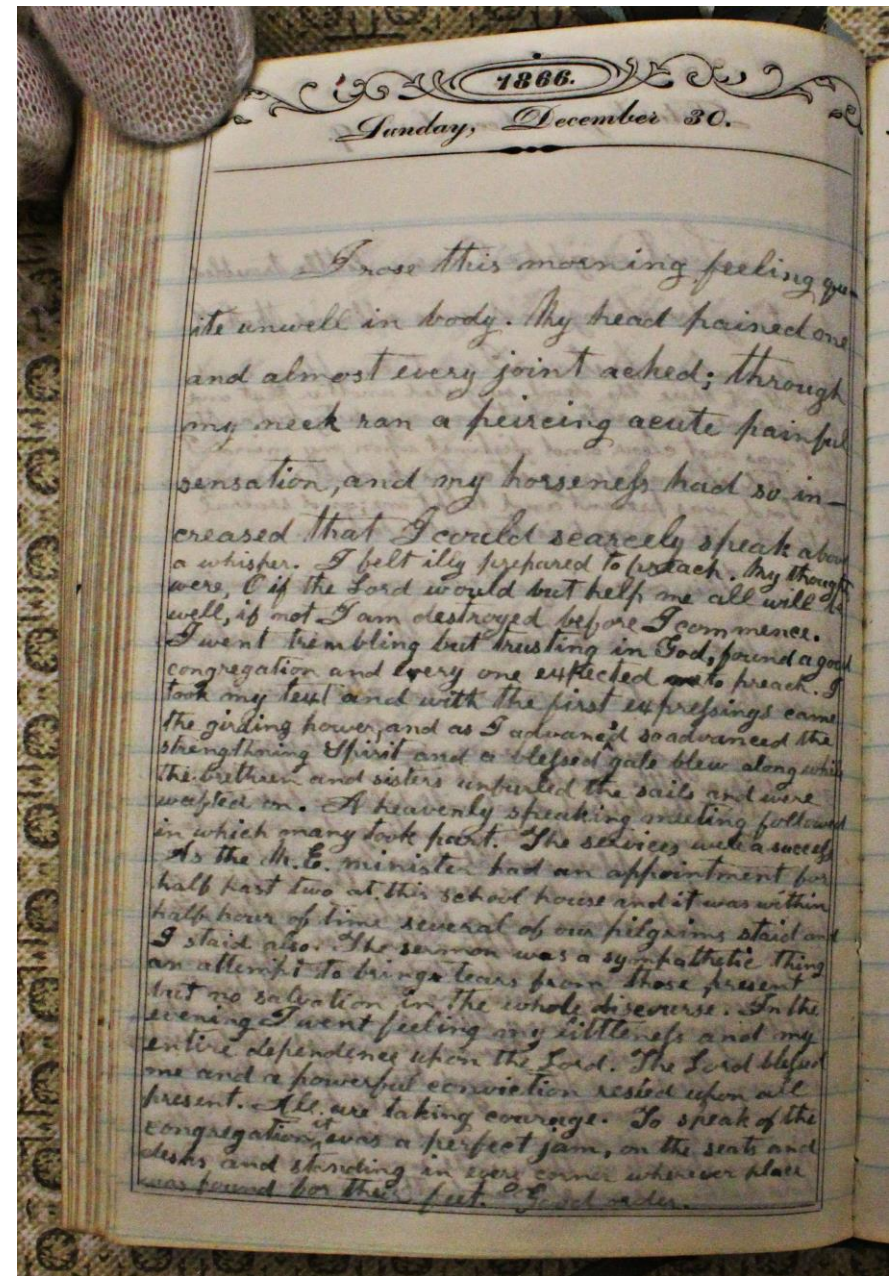 1866.
Sunday, December 30.
I rose this morning feeling qu-
ite unwell in body. My head pained one
and almost every joint ached; through
my neck ran a peircing acute painful
sensation, and my horseness had so in-
creased that I could scarcely speak above
a whisper. I felt illy prepared to preach. My thoughts
were, O if the Lord would but help me all will be
well, if not I am destroyed before I commence.
I went trembling but trusting in God, found a good
congregation and every one expected me to preach. I
took my text and with the first expressings came
the girding power, and as I advanc'd so advanced the
strengthning Spirit and a blessed gale blew along while
the brethren and sisters unfurled the sails and were
wafted on. A heavenly speaking meeting followed
in which many took part. The services were a success
As the M. E. minister had an appointment for
half past two at this school house and it was within
half hour of time several of our pilgrims staid and
I staid also. The sermon was a sympathetic thing
an attempt to bring tears from those present
but no salvation in the whole discourse. In the
evening I went feeling my littleness and my
entire dependence upon the Lord. The Lord blessed
me and a powerful conviction rested upon all
present. All are taking courage. To speak of the
congregation, it was a perfect jam, on the seats and
desks and standing in every corner wherever place
was found for their feet. Good order.